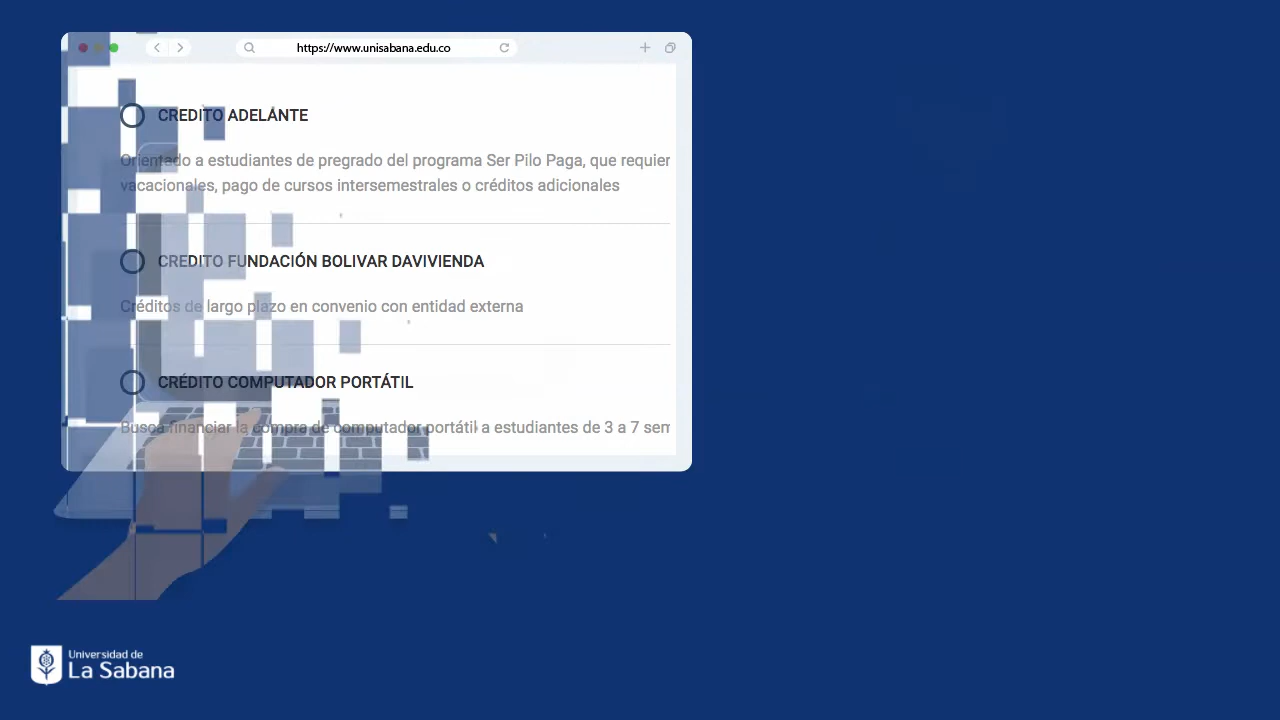 https://www.unisabana.edu.co
CREDITO ADELANTE
Orientado a estudiantes de pregrado del programa Ser Pilo Paga, que requier
vacacionales, pago de cursos intersemestrales o créditos adicionales
CREDITO FUNDACIÓN BOLIVAR DAVIVIENDA
Créditos de largo plazo en convenio con entidad externa
CRÉDITO COMPUTADOR PORTÁTIL
Busca financiar la compra de computador portátil a estudiantes de 3 a 7 sem
Universidad de
La Sabana